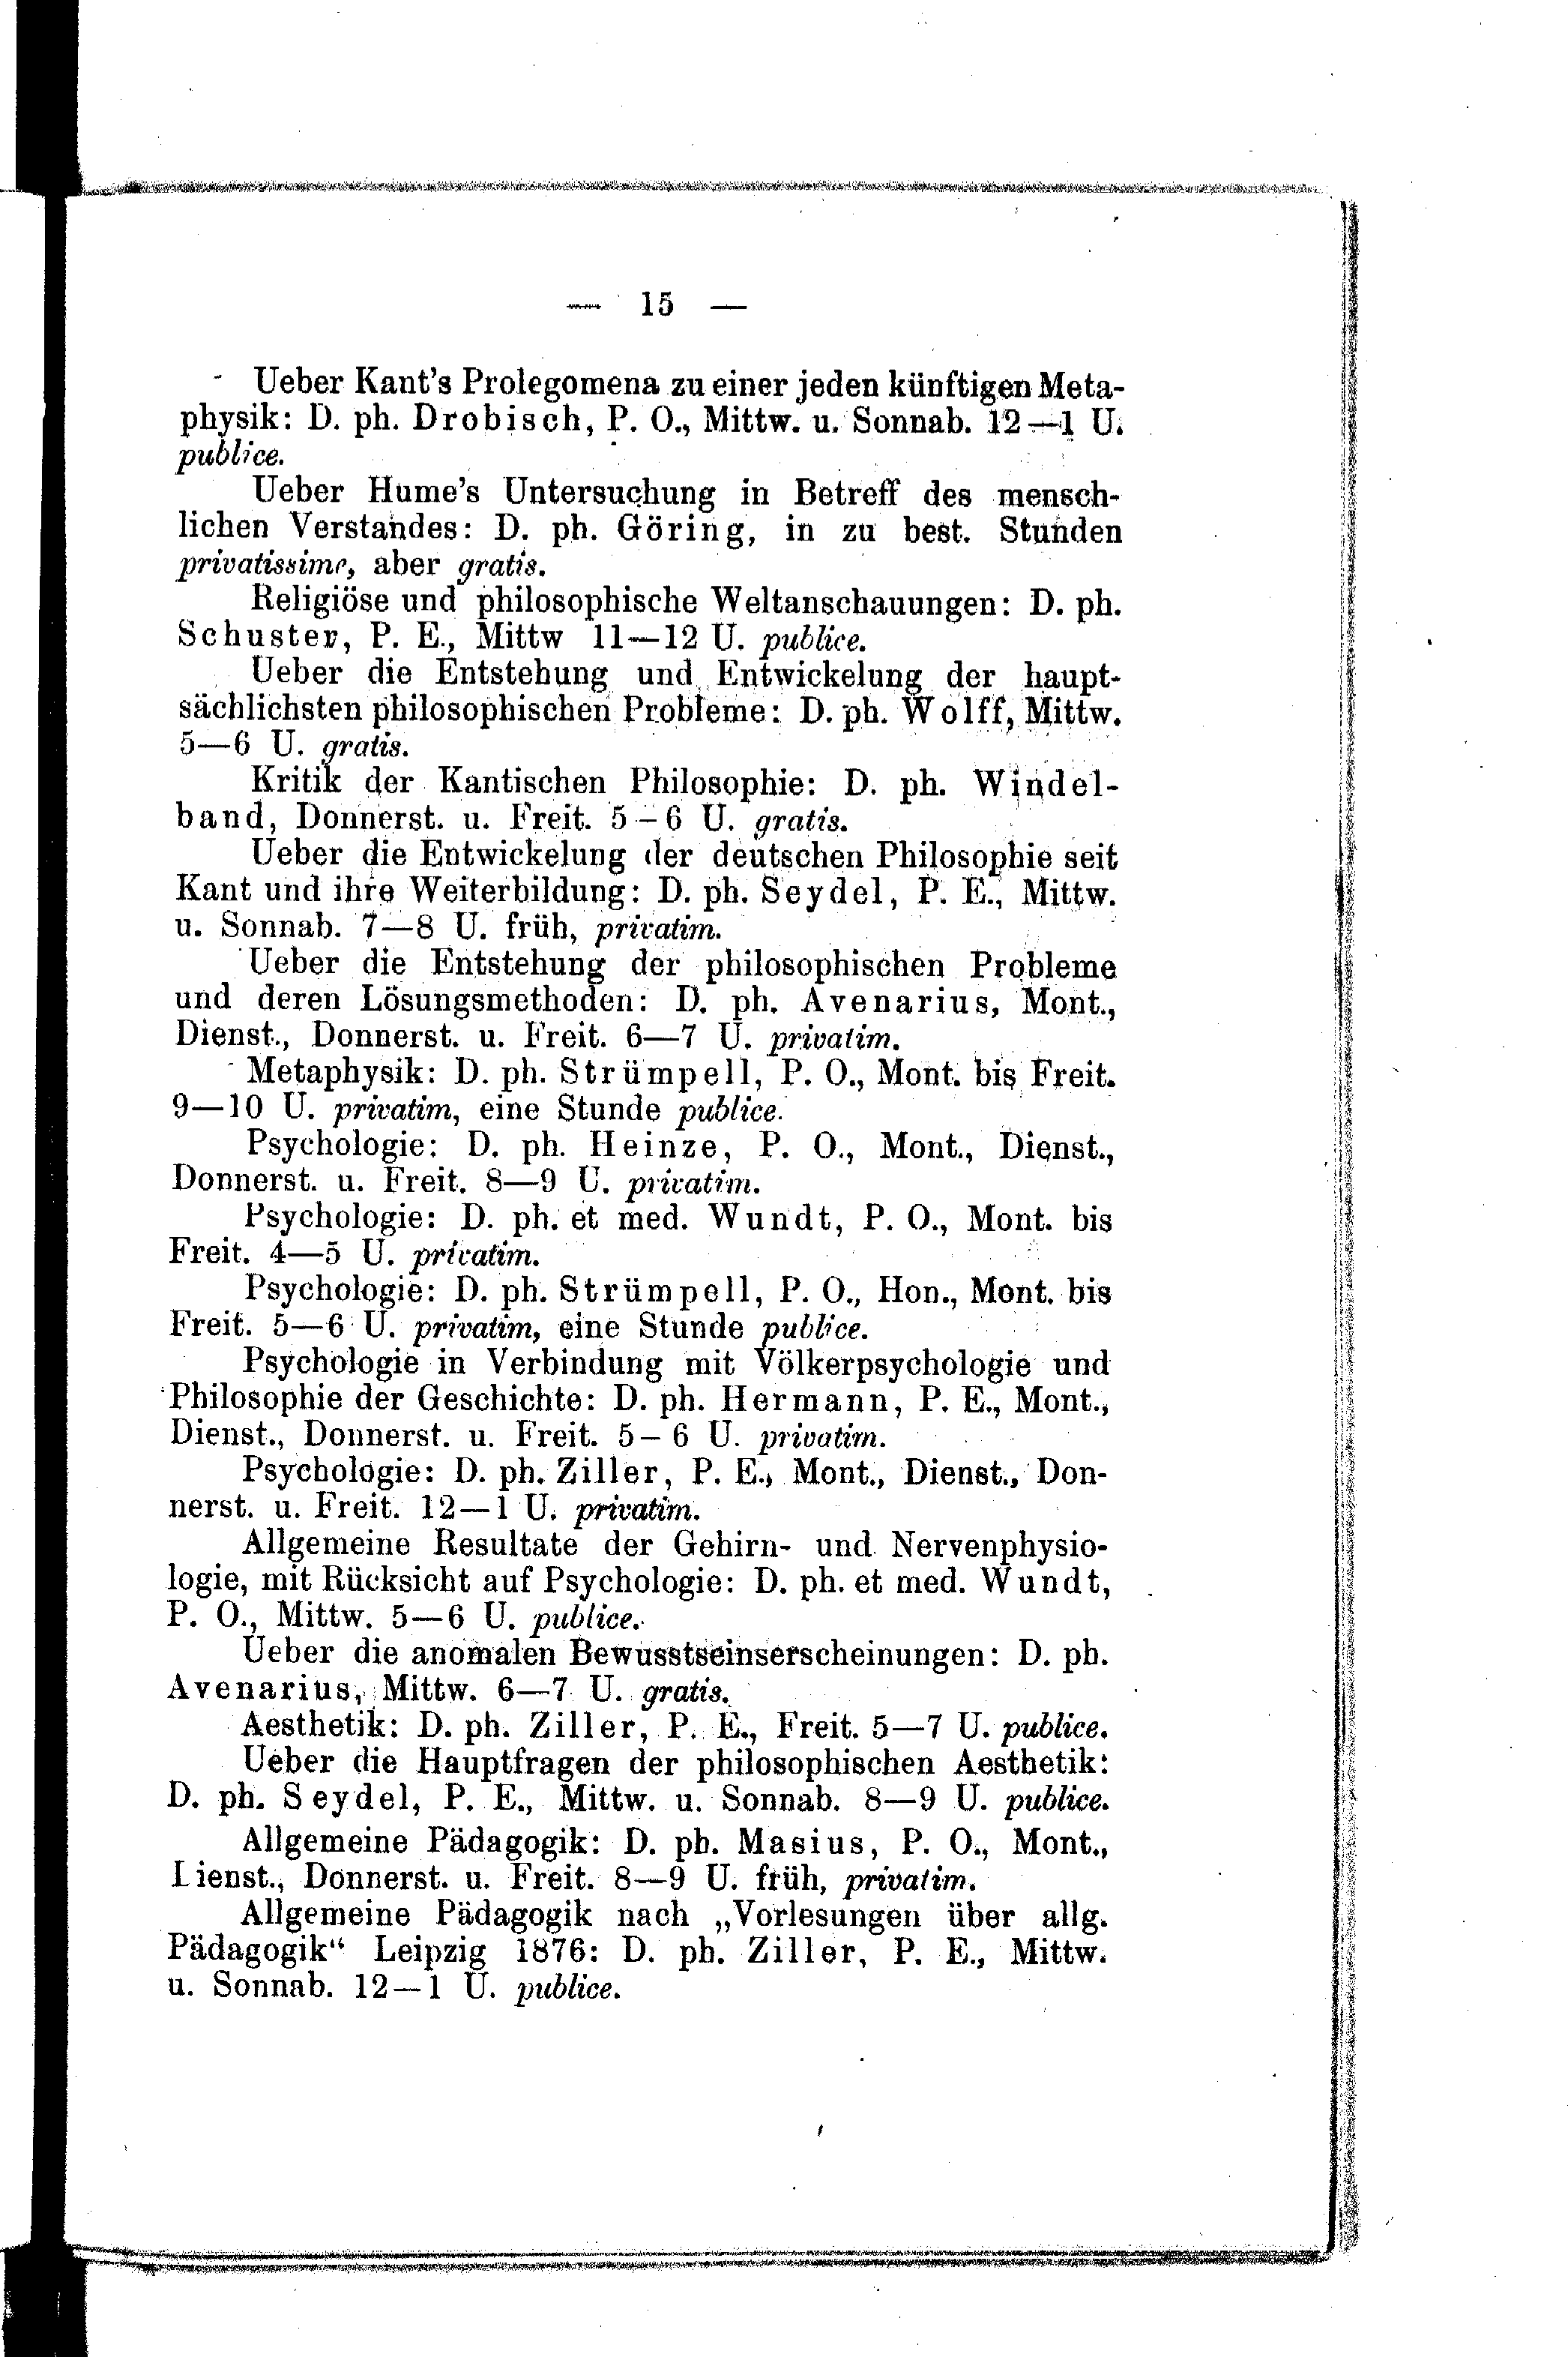 — 15 —
Ueber Kant's Prolegomena zu einer jeden künftigen Meta-
physik: D. ph. Drobisch, P. O., Mittw. u. Sonnab. 12—1 U.
publice.
Ueber Hume's Untersuchung in Betreff des mensch-
lichen Verstandes: D. ph. Göring, in zu best. Stunden
privatissime, aber gratis.
Religiöse und philosophische Weltanschauungen: D. ph.
Schuster, P. E., Mittw 11—12 U. publice.
Ueber die Entstehung und Entwickelung der haupt-
sächlichsten philosophischen Probleme: D. ph. Wolff, Mittw.
5—6 U. gratis.
Kritik der Kantischen Philosophie: D. ph. Windel-
band, Donnerst. u. Freit. 5–6 U. gratis.
Ueber die Entwickelung der deutschen Philosophie seit
Kant und ihre Weiterbildung: D. ph. Seydel, P. E., Mittw.
u. Sonnab. 7—8 U. früh, privatim.
Ueber die Entstehung der philosophischen Probleme
und deren Lösungsmethoden: D. ph. Avenarius, Mont.,
Dienst., Donnerst. u. Freit. 6—7 U. privatim.
Metaphysik: D. ph. Strümpell, P. O., Mont. bis Freit.
9—10 U. privatim, eine Stunde publice.
Psychologie: D. ph. Heinze, P. O., Mont., Dienst.,
Donnerst. u. Freit. 8—9 U. privatim.
Psychologie: D. ph. et med. Wundt, P. O., Mont. bis
Freit. 4—5 U. privatim.
Psychologie: D. ph. Strümpell, P. O., Hon., Mont. bis
Freit. 5—6 U. privatim, eine Stunde publice.
Psychologie in Verbindung mit Völkerpsychologie und
Philosophie der Geschichte: D. ph. Hermann, P. E., Mont.,
Dienst., Donnerst. u. Freit. 5–6 U. privatim.
Psychologie: D. ph. Ziller, P. E., Mont., Dienst., Don-
nerst. u. Freit. 12—1 U. privatim.
Allgemeine Resultate der Gehirn- und Nervenphysio-
logie, mit Rücksicht auf Psychologie: D. ph. et med. Wundt,
P. O., Mittw. 5—6 U. publice.
Ueber die anomalen Bewusstseinserscheinungen: D. ph.
Avenarius, Mittw. 6—7 U. gratis.
Aesthetik: D. ph. Ziller, P. E., Freit. 5—7 U. publice.
Ueber die Hauptfragen der philosophischen Aesthetik:
D. ph. Seydel, P. E., Mittw. u. Sonnab. 8—9 U. publice.
Allgemeine Pädagogik: D. ph. Masius, P. O., Mont.,
Dienst., Donnerst. u. Freit. 8—9 U. früh, privatim.
Allgemeine Pädagogik nach „Vorlesungen über allg.
Pädagogik“ Leipzig 1876: D. ph. Ziller, P. E., Mittw.
u. Sonnab. 12—1 U. publice.